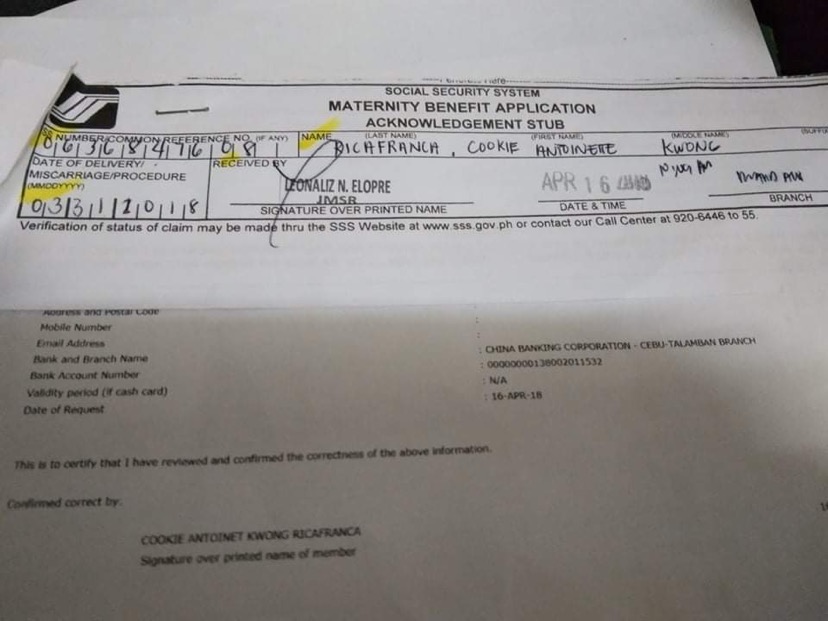 SOCIAL SECURITY SYSTEM
MATERNITY BENEFIT APPLICATION
ACKNOWLEDGEMENT STUB
SS NUMBER/COMMON REFERENCE NO. (IF ANY) NAME (LAST NAME) (FIRST NAME) (MIDDLE NAME)
RICAFRANCA, COOKIE ANTOINETTE KWONG
DATE OF DELIVERY/ RECEIVED BY
MISCARRIAGE/PROCEDURE
(MMDDYYYY)
LEONALIZ N. ELOPRE APR 16
JMSR
03312018
SIGNATURE OVER PRINTED NAME DATE & TIME BRANCH
Verification of status of claim may be made thru the SSS Website at www.sss.gov.ph or contact our Call Center at 920-6446 to 55.
Address and Postal Code :
Mobile Number :
Email Address
Bank and Branch Name : CHINA BANKING CORPORATION - CEBU-TALAMBAN BRANCH
Bank Account Number : 00000000138002011532
Validity period (if cash card) : N/A
Date of Request : 16-APR-18
This is to certify that I have reviewed and confirmed the correctness of the above information.
Confirmed correct by:
COOKIE ANTOINET KWONG RICAFRANCA
Signature over printed name of member